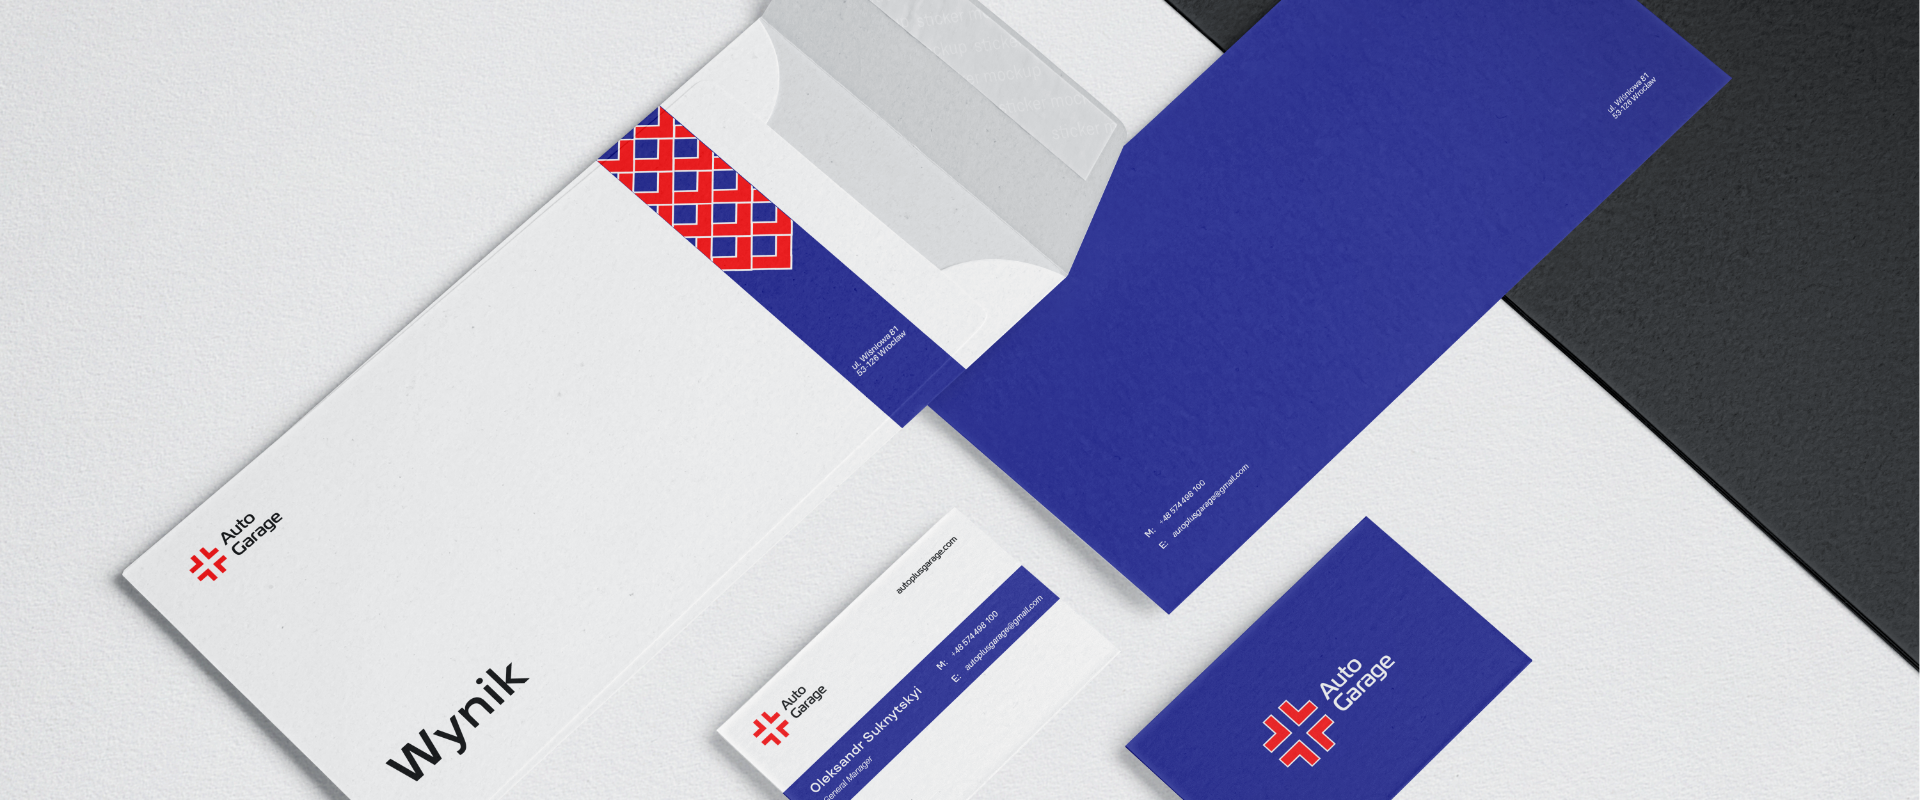 ul. Wiśniowa 81
53-126 Wrocław
ul. Wiśniowa 81
53-126 Wrocław
M: +48 574 498 100
E: autoplusgarage@gmail.com
Auto
Garage
Wynik
autoplusgarage.com
M: +48 574 498 100
E: autoplusgarage@gmail.com
Auto
Garage
Oleksandr Suknytskyi
General Manager
Auto
Garage